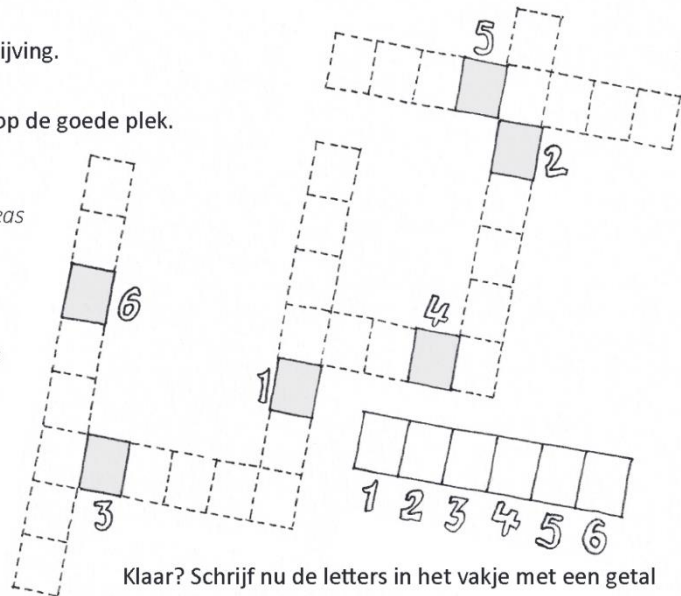 ijving.
op de goede plek.
eas
5
2
6
4
1
3
1 2 3 4 5 6
Klaar? Schrijf nu de letters in het vakje met een getal